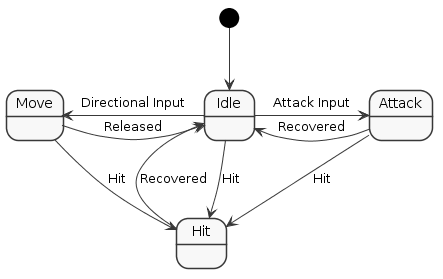 Move
Directional Input
Idle
Attack Input
Attack
Released
Recovered
Hit
Recovered
Hit
Hit
Hit